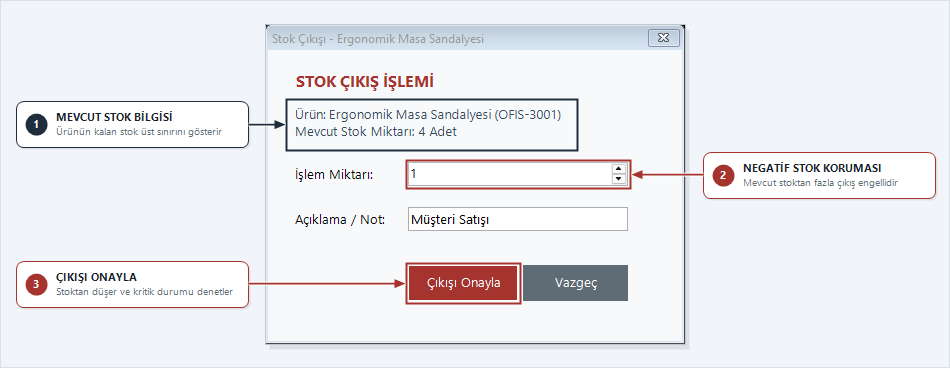 Stok Çıkışı - Ergonomik Masa Sandalyesi
STOK ÇIKIŞ İŞLEMİ
1
MEVCUT STOK BİLGİSİ
Ürünün kalan stok üst sınırını gösterir
Ürün: Ergonomik Masa Sandalyesi (OFIS-3001)
Mevcut Stok Miktarı: 4 Adet
İşlem Miktarı:
1
2
NEGATİF STOK KORUMASI
Mevcut stoktan fazla çıkış engellidir
Açıklama / Not:
Müşteri Satışı
3
ÇIKIŞI ONAYLA
Stoktan düşer ve kritik durumu denetler
Çıkışı Onayla
Vazgeç